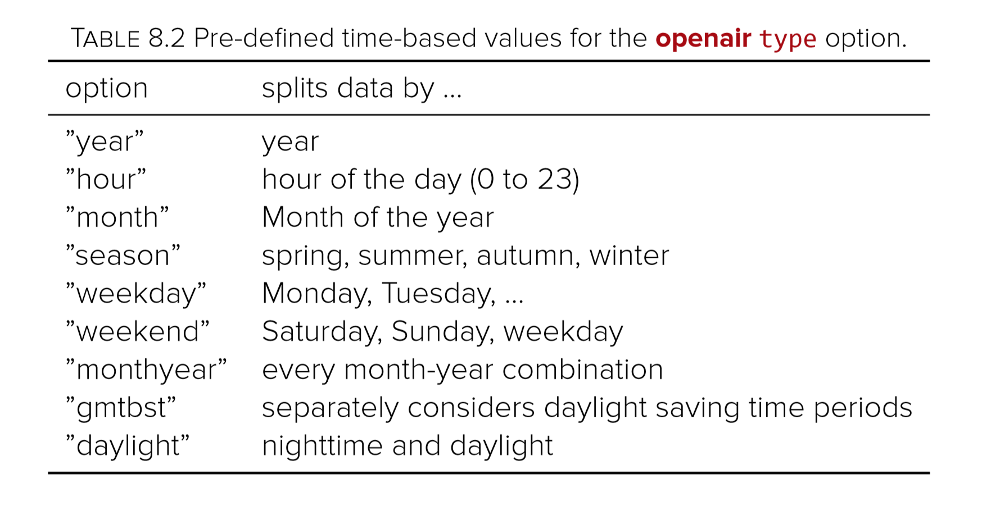 TABLE 8.2 Pre-defined time-based values for the openair type option.
option splits data by ...
”year” year
”hour” hour of the day (0 to 23)
”month” Month of the year
”season” spring, summer, autumn, winter
”weekday” Monday, Tuesday, ...
”weekend” Saturday, Sunday, weekday
”monthyear” every month-year combination
”gmtbst” separately considers daylight saving time periods
”daylight” nighttime and daylight